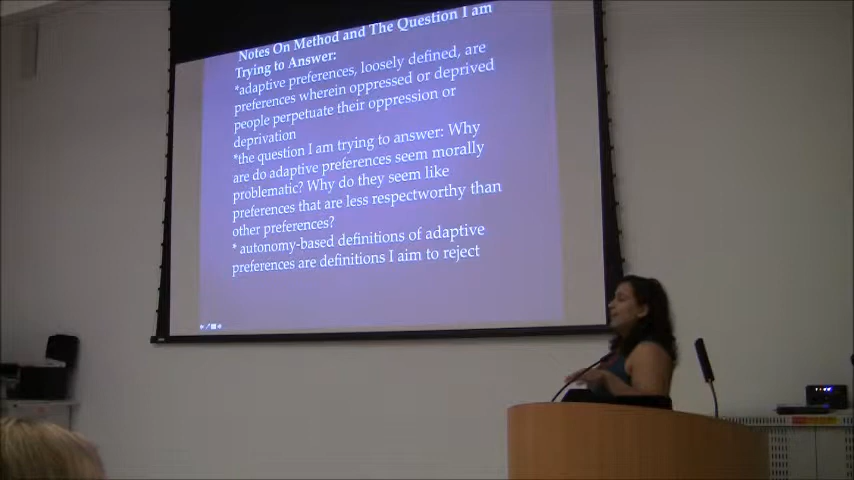 Notes On Method and The Question I am
Trying to Answer:
*adaptive preferences, loosely defined, are
preferences wherein oppressed or deprived
people perpetuate their oppression or
deprivation
*the question I am trying to answer: Why
are do adaptive preferences seem morally
problematic? Why do they seem like
preferences that are less respectworthy than
other preferences?
* autonomy-based definitions of adaptive
preferences are definitions I aim to reject